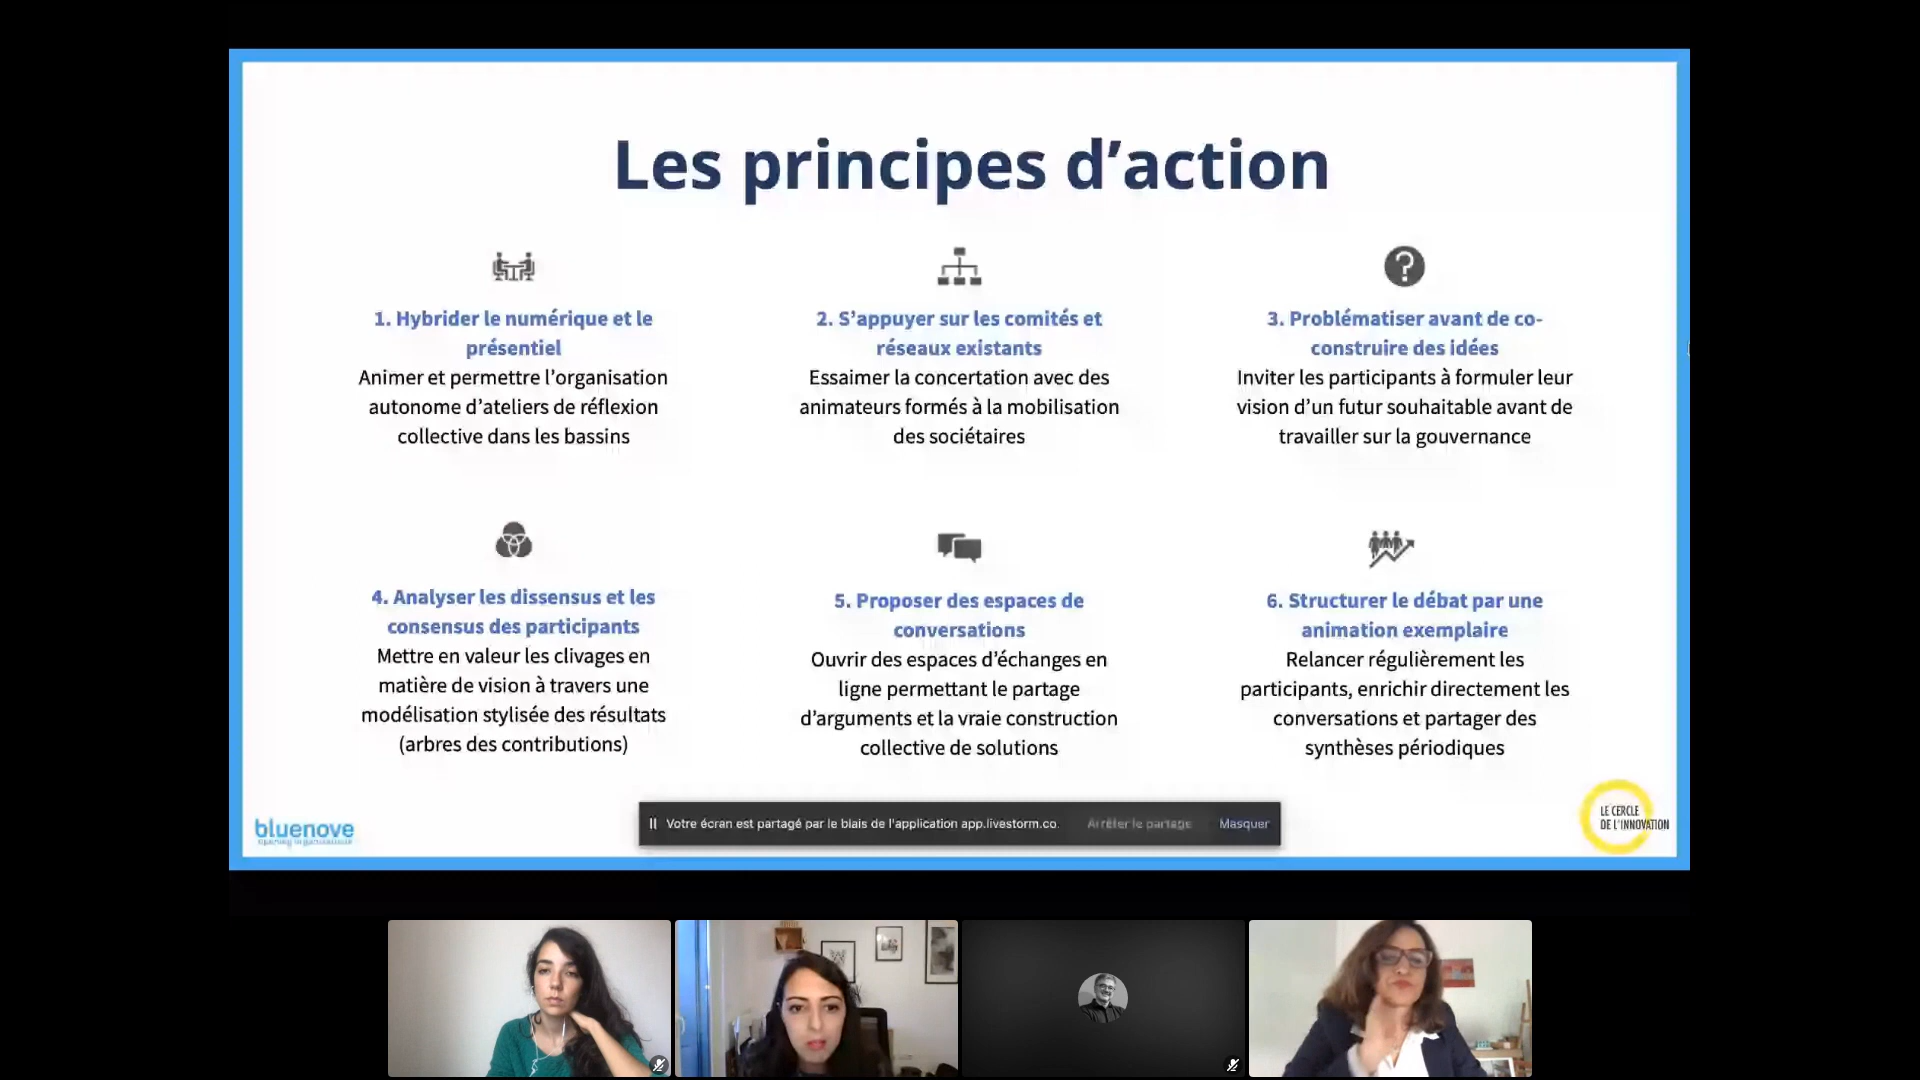 Les principes d’action
1. Hybrider le numérique et le
présentiel
Animer et permettre l’organisation
autonome d’ateliers de réflexion
collective dans les bassins
2. S’appuyer sur les comités et
réseaux existants
Essaimer la concertation avec des
animateurs formés à la mobilisation
des sociétaires
3. Problématiser avant de co-
construire des idées
Inviter les participants à formuler leur
vision d’un futur souhaitable avant de
travailler sur la gouvernance
4. Analyser les dissensus et les
consensus des participants
Mettre en valeur les clivages en
matière de vision à travers une
modélisation stylisée des résultats
(arbres des contributions)
5. Proposer des espaces de
conversations
Ouvrir des espaces d’échanges en
ligne permettant le partage
d’arguments et la vraie construction
collective de solutions
6. Structurer le débat par une
animation exemplaire
Relancer régulièrement les
participants, enrichir directement les
conversations et partager des
synthèses périodiques
bluenove
opening organisations
Votre écran est partagé par le biais de l'application app.livestorm.co.
Arrêter le partage
Masquer
LE CERCLE
DE L'INNOVATION
W